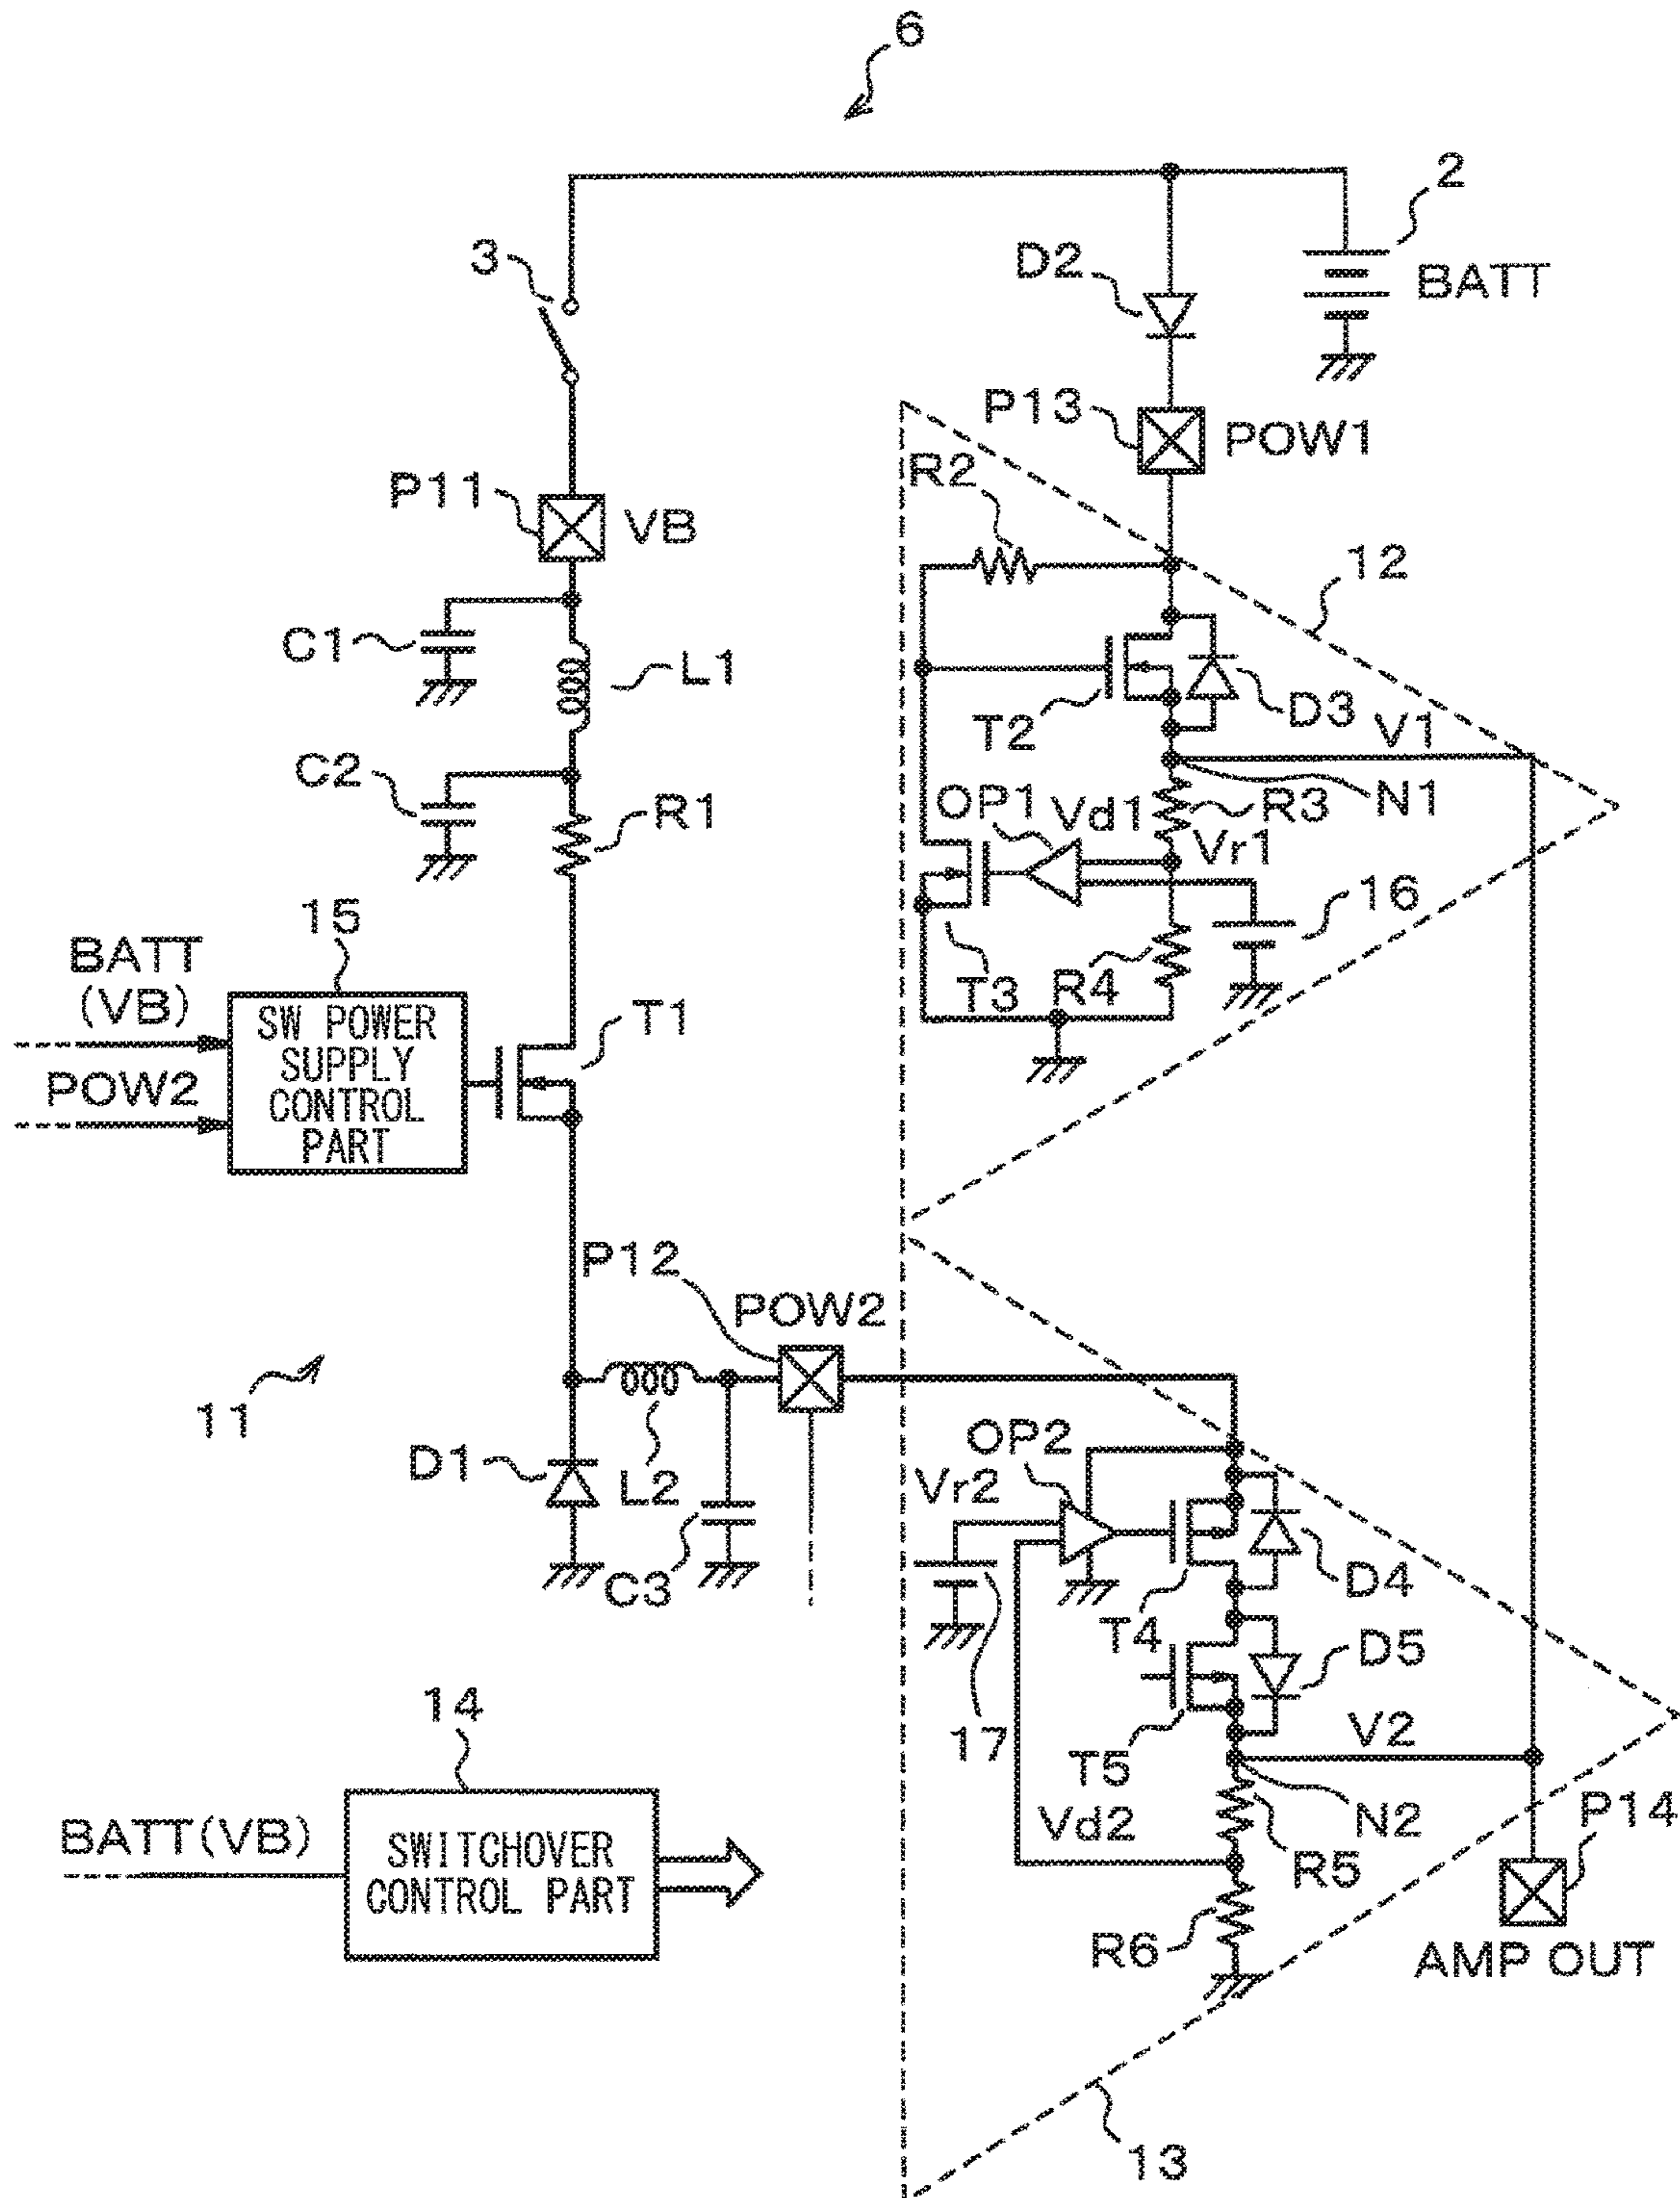 6
2
3
D2
BATT
P13
POW1
R2
P11
VB
12
C1
L1
T2
D3
V1
C2
R1
OP1
Vd1
R3
N1
Vr1
16
15
BATT
(VB)
POW2
SW POWER
SUPPLY
CONTROL
PART
T1
T3
R4
P12
POW2
11
D1
L2
C3
OP2
Vr2
D4
T4
D5
17
T5
V2
14
N2
P14
Vd2
R5
BATT(VB)
SWITCHOVER
CONTROL PART
R6
AMP OUT
13